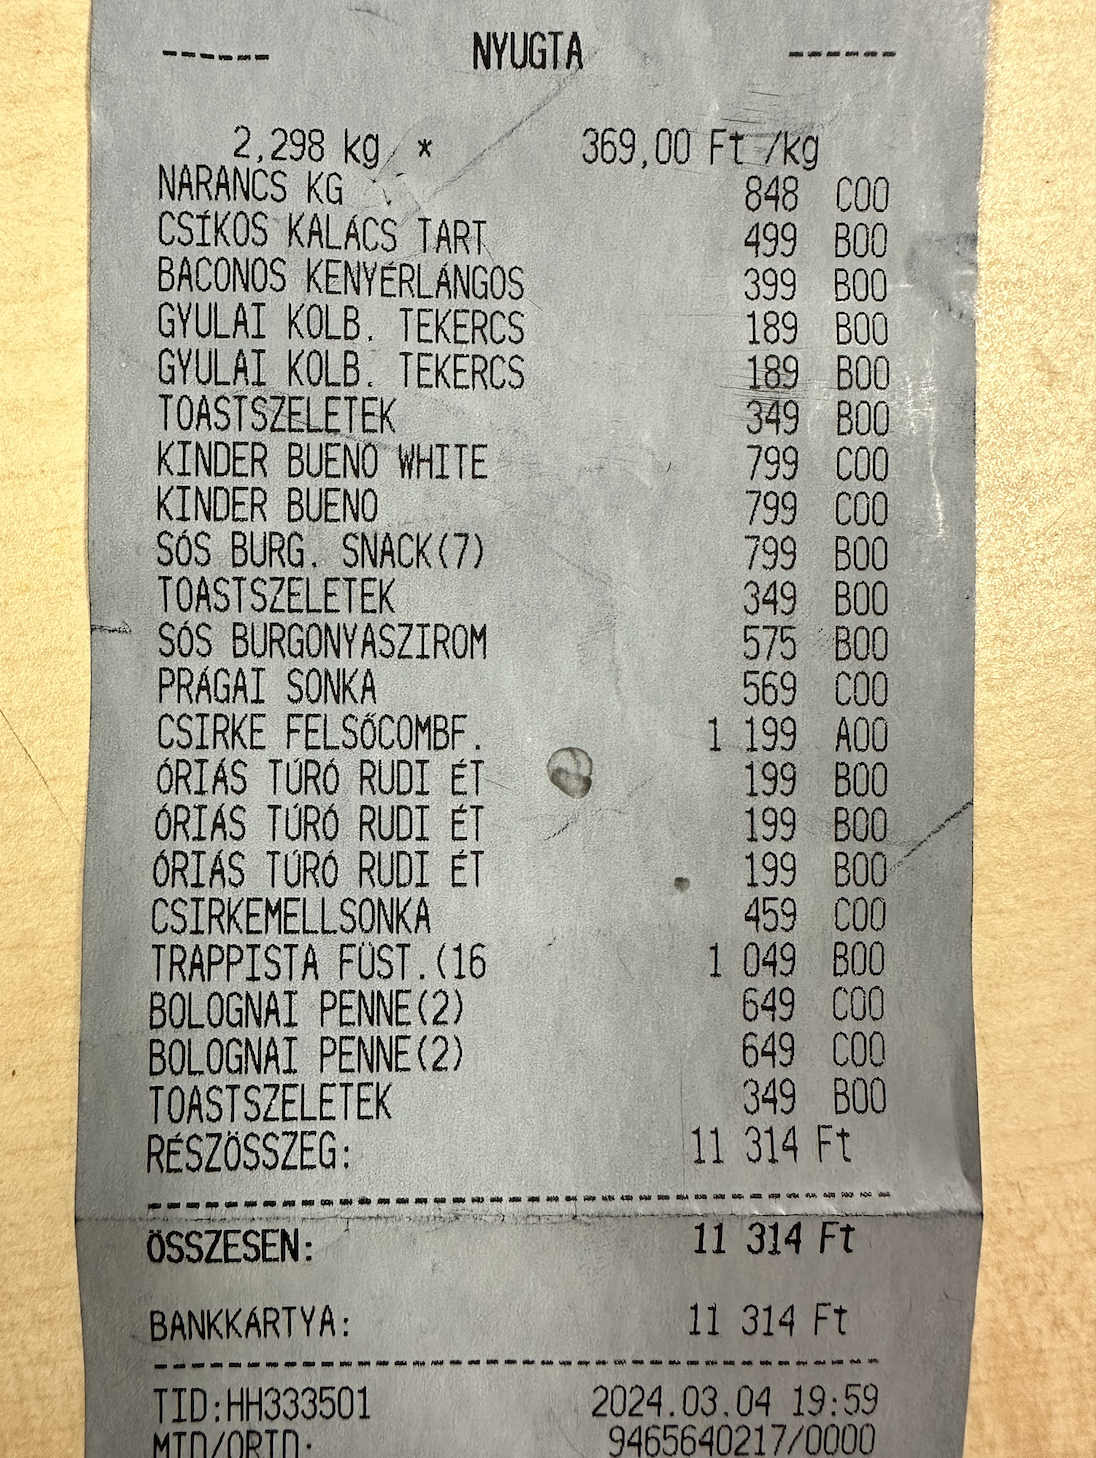 ------ NYUGTA ------
2,298 kg * 369,00 Ft /kg
NARANCS KG 848 C00
CSÍKOS KALÁCS TART 499 B00
BACONOS KENYÉRLÁNGOS 399 B00
GYULAI KOLB. TEKERCS 189 B00
GYULAI KOLB. TEKERCS 189 B00
TOASTSZELETEK 349 B00
KINDER BUENO WHITE 799 C00
KINDER BUENO 799 C00
SÓS BURG. SNACK(7) 799 B00
TOASTSZELETEK 349 B00
SÓS BURGONYASZIROM 575 B00
PRÁGAI SONKA 569 C00
CSIRKE FELSŐCOMBF. 1 199 A00
ÓRIÁS TÚRÓ RUDI ÉT 199 B00
ÓRIÁS TÚRÓ RUDI ÉT 199 B00
ÓRIÁS TÚRÓ RUDI ÉT 199 B00
CSIRKEMELLSONKA 459 C00
TRAPPISTA FÜST.(16 1 049 B00
BOLOGNAI PENNE(2) 649 C00
BOLOGNAI PENNE(2) 649 C00
TOASTSZELETEK 349 B00
RÉSZÖSSZEG: 11 314 Ft
ÖSSZESEN: 11 314 Ft
BANKKÁRTYA: 11 314 Ft
TID:HH333501 2024.03.04 19:59
MID/ORID: 9465640217/0000